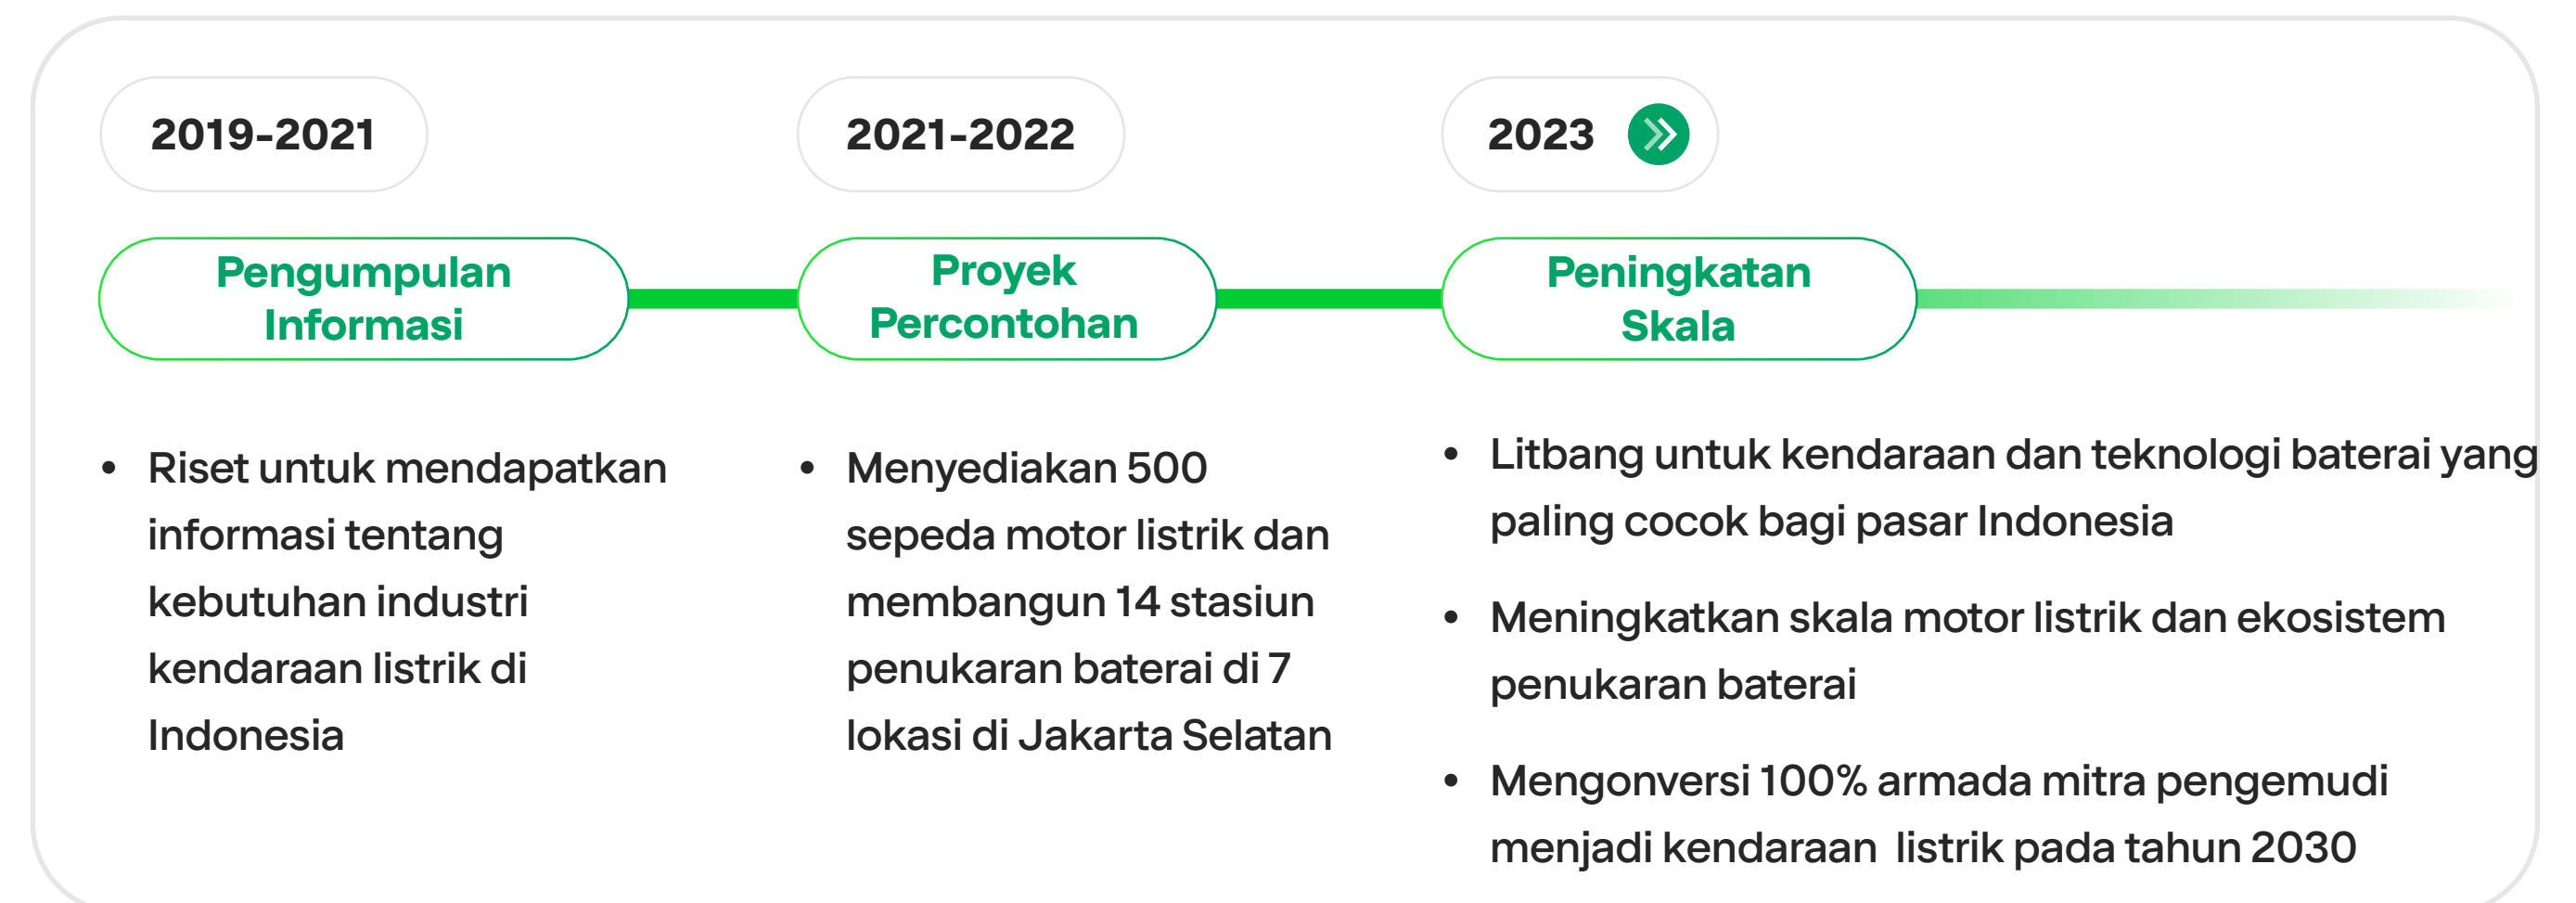 2019-2021
Pengumpulan
Informasi
• Riset untuk mendapatkan
informasi tentang
kebutuhan industri
kendaraan listrik di
Indonesia
2021-2022
Proyek
Percontohan
• Menyediakan 500
sepeda motor listrik dan
membangun 14 stasiun
penukaran baterai di 7
lokasi di Jakarta Selatan
2023
Peningkatan
Skala
• Litbang untuk kendaraan dan teknologi baterai yang
paling cocok bagi pasar Indonesia
• Meningkatkan skala motor listrik dan ekosistem
penukaran baterai
• Mengonversi 100% armada mitra pengemudi
menjadi kendaraan  listrik pada tahun 2030